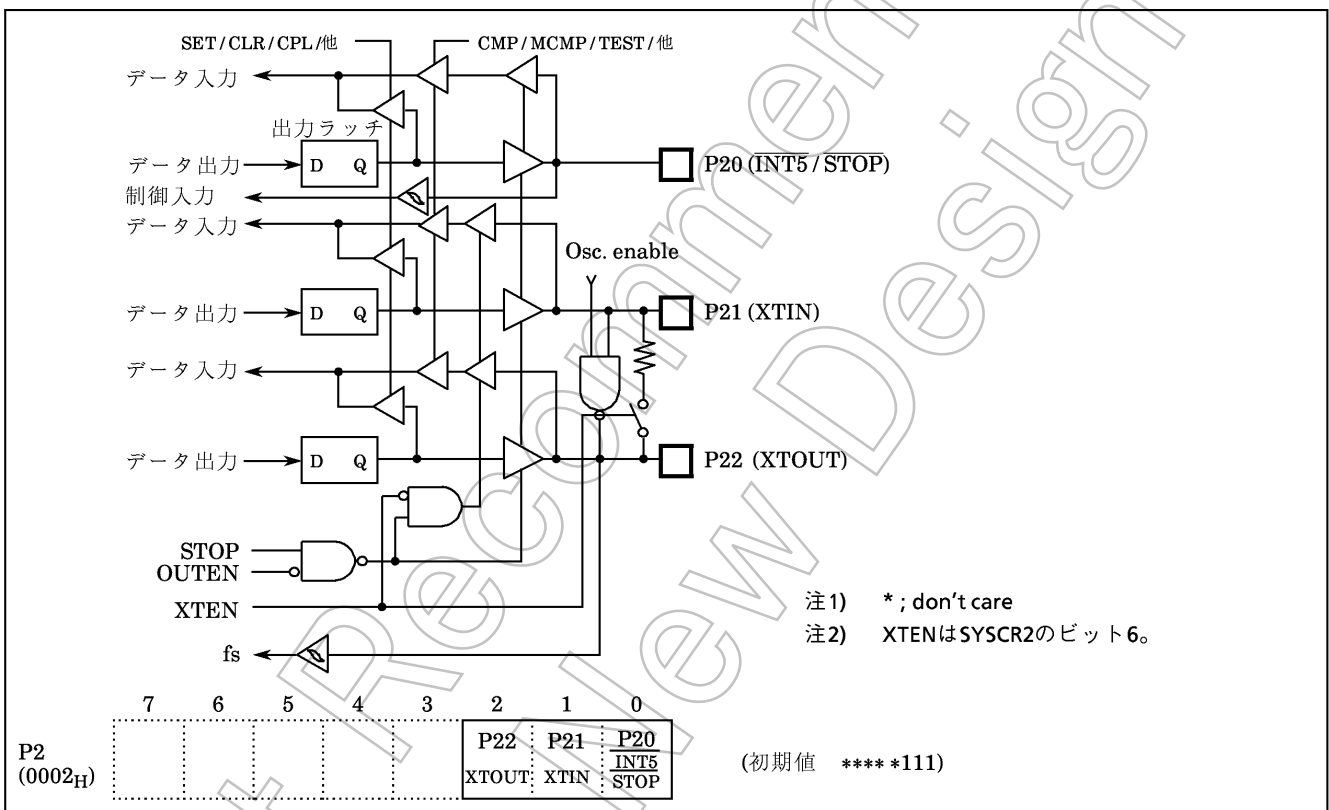 SET/CLR/CPL/他 CMP/MCMP/TEST/他
データ入力
出力ラッチ
データ出力 D Q P20 (INT5/STOP)
制御入力
データ入力
Osc. enable
データ出力 D Q P21 (XTIN)
データ入力
データ出力 D Q P22 (XTOUT)
STOP
OUTEN
XTEN
注1) * ; don't care
注2) XTENはSYSCR2のビット6。
fs
7 6 5 4 3 2 1 0
P2
(0002H)
P22 P21 P20
XTOUT XTIN INT5
STOP
(初期値 **** *111)
Recommen
New Design